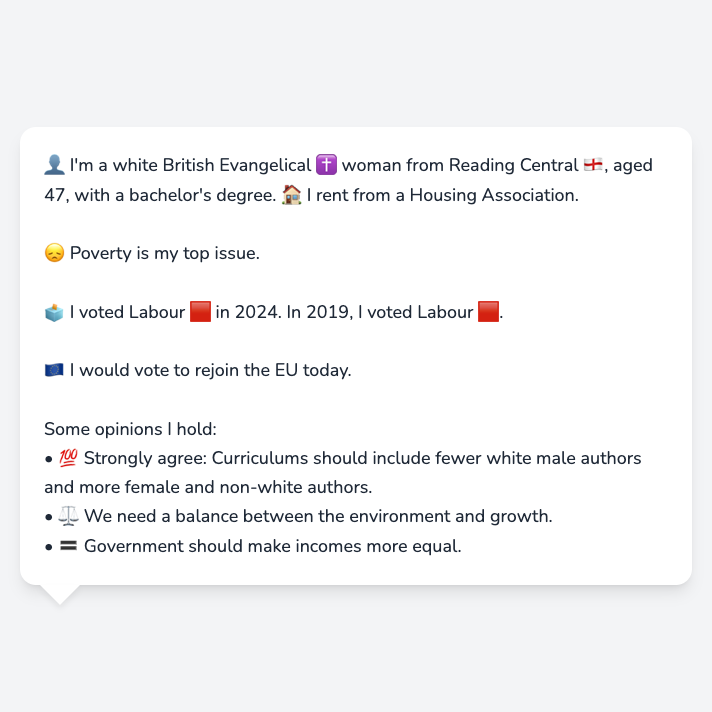 👤 I'm a white British Evangelical ✝️ woman from Reading Central 🏴󠁧󠁢󠁥󠁮󠁧󠁿, aged
47, with a bachelor's degree. 🏠 I rent from a Housing Association.
😞 Poverty is my top issue.
🗳️ I voted Labour 🟥 in 2024. In 2019, I voted Labour 🟥.
🇪🇺 I would vote to rejoin the EU today.
Some opinions I hold:
• 💯 Strongly agree: Curriculums should include fewer white male authors
and more female and non-white authors.
• ⚖️ We need a balance between the environment and growth.
• 🟰 Government should make incomes more equal.